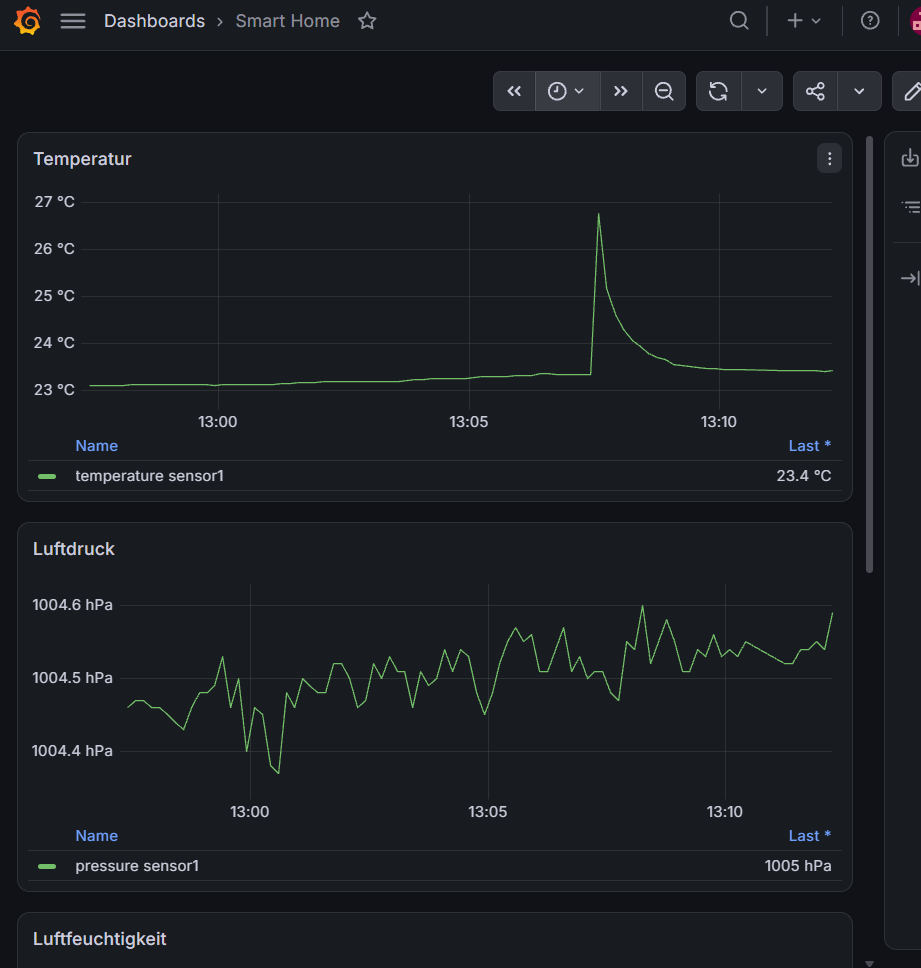 Dashboards › Smart Home
Temperatur
27 °C
26 °C
25 °C
24 °C
23 °C
13:00 13:05 13:10
Name Last *
temperature sensor1 23.4 °C
Luftdruck
1004.6 hPa
1004.5 hPa
1004.4 hPa
13:00 13:05 13:10
Name Last *
pressure sensor1 1005 hPa
Luftfeuchtigkeit